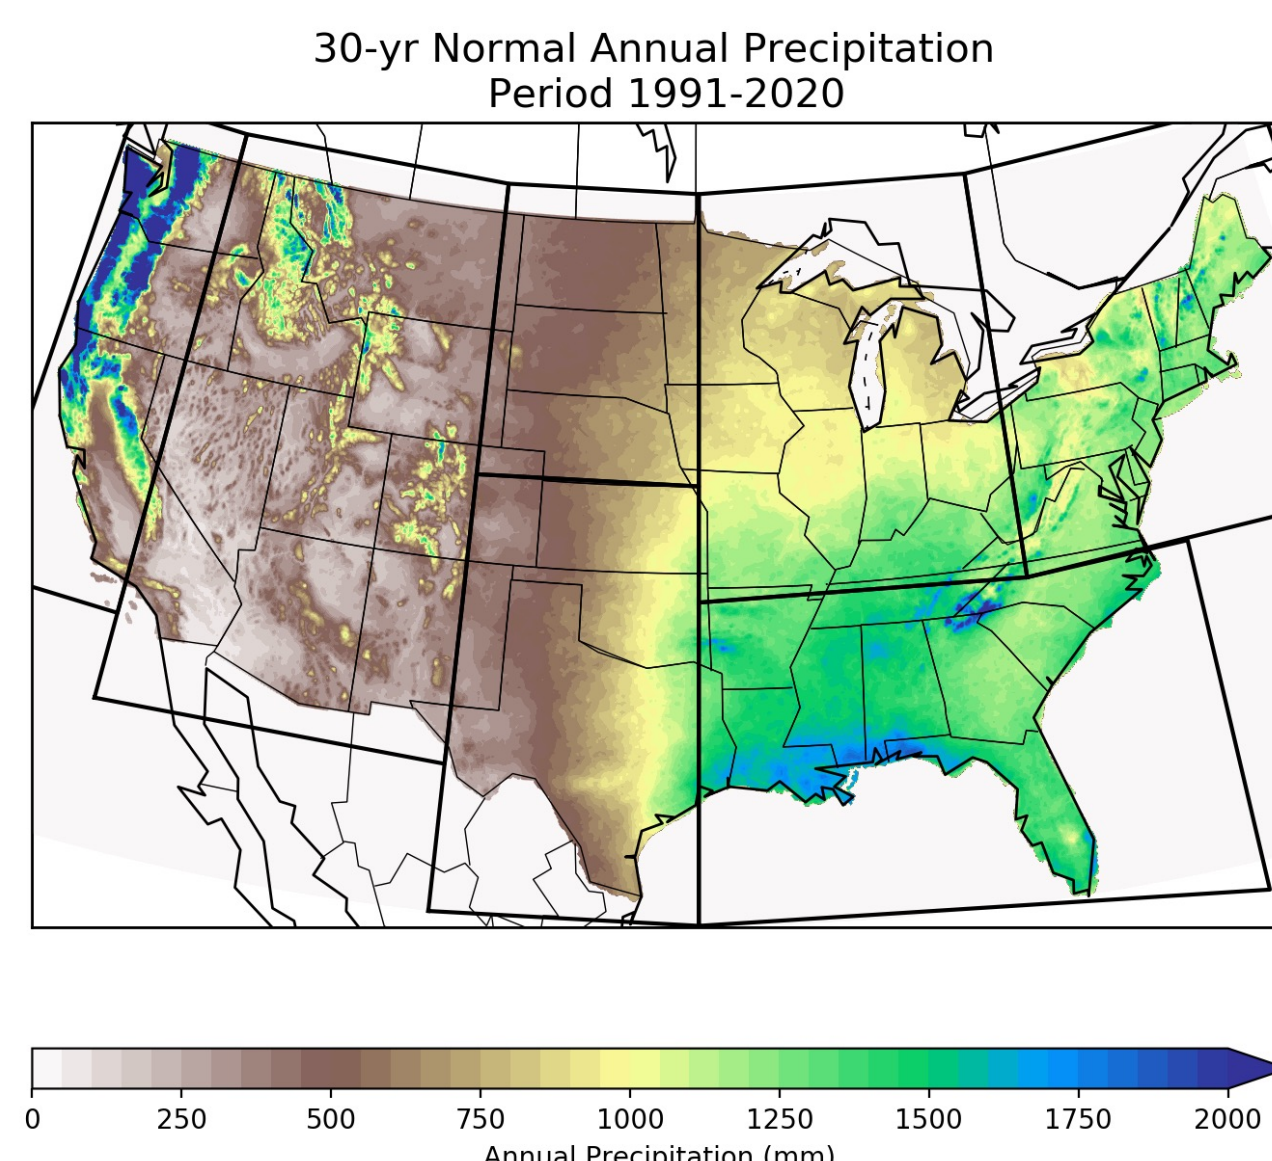 30-yr Normal Annual Precipitation
Period 1991-2020
0 250 500 750 1000 1250 1500 1750 2000
Annual Precipitation (mm)